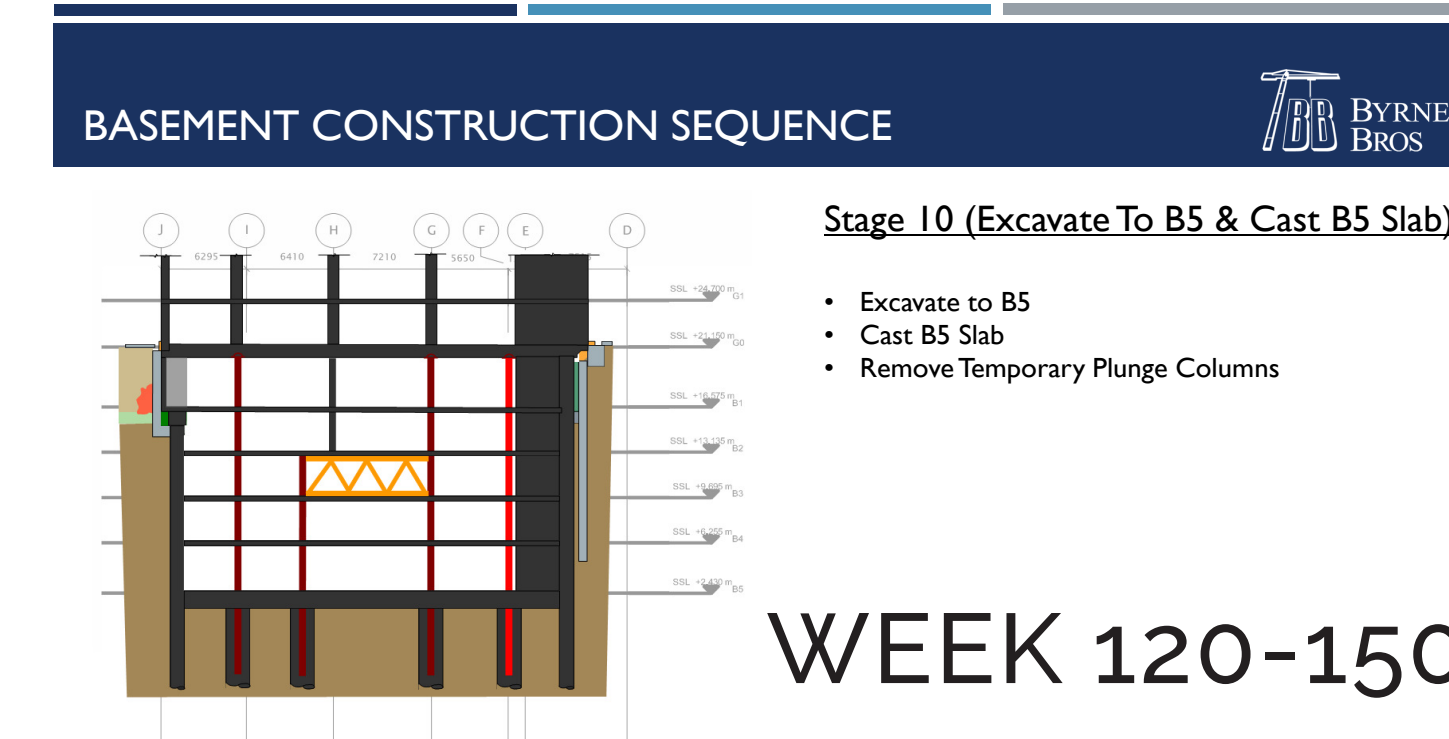 BASEMENT CONSTRUCTION SEQUENCE
BB BYRNE
BROS
Stage 10 (Excavate To B5 & Cast B5 Slab)
• Excavate to B5
• Cast B5 Slab
• Remove Temporary Plunge Columns
J I H G F E D
6295 6410 7210 5650
SSL +24,700 m G1
SSL +21,150 m G0
SSL +16,575 m B1
SSL +13,135 m B2
SSL +9,695 m B3
SSL +6,255 m B4
SSL +2,430 m B5
WEEK 120-150